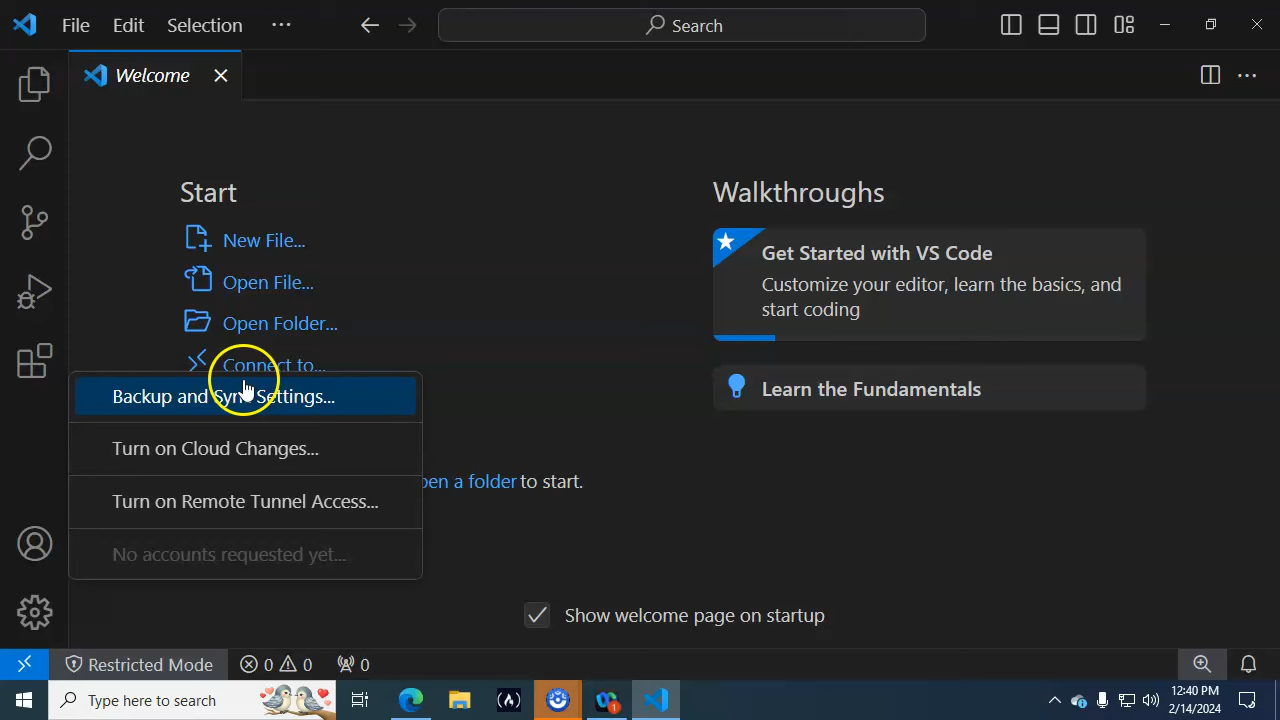 File Edit Selection ...
Search
Welcome
Start
New File...
Open File...
Open Folder...
Connect to...
Walkthroughs
Get Started with VS Code
Customize your editor, learn the basics, and
start coding
Learn the Fundamentals
Backup and Sync Settings...
Turn on Cloud Changes...
Turn on Remote Tunnel Access...
No accounts requested yet...
open a folder to start.
Show welcome page on startup
Restricted Mode 0 0 0
Type here to search
1
12:40 PM
2/14/2024